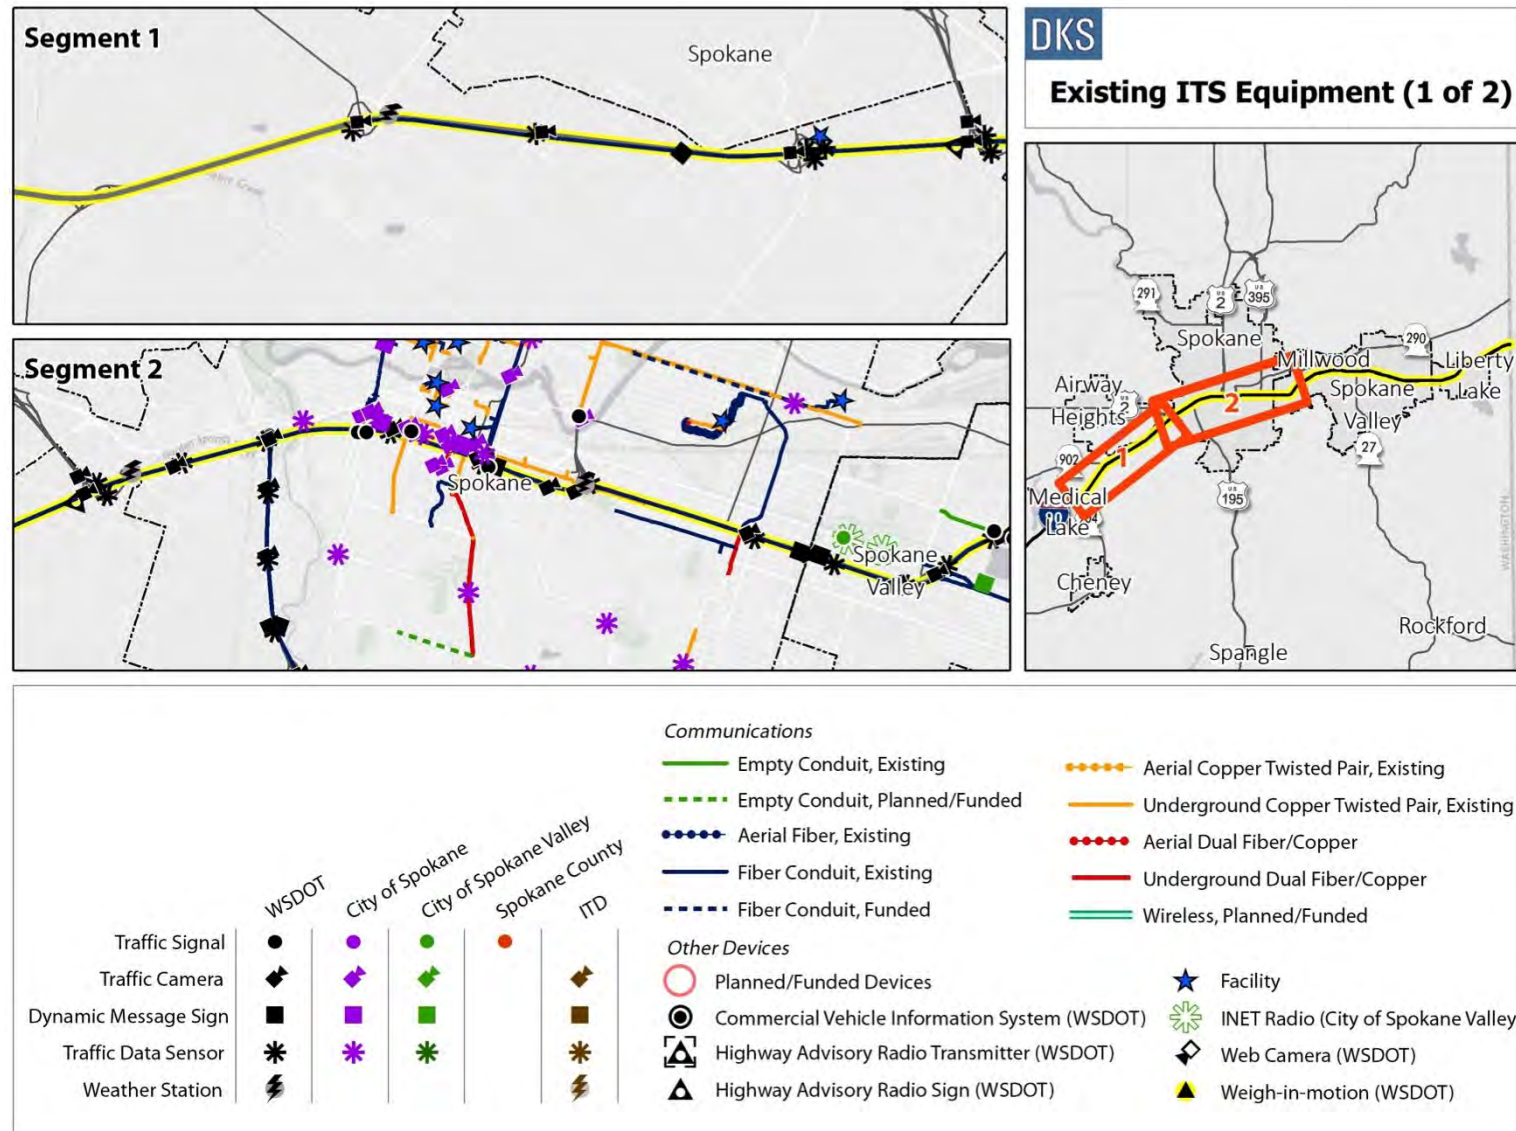 Segment 1
Spokane
DKS
Existing ITS Equipment (1 of 2)
Segment 2
Spokane
Spokane
Valley
291
US
2
US
395
290
Spokane
Millwood
Liberty
Lake
Airway
Heights
2
Spokane
Valley
2
27
902
1
Medical
Lake
90
US
195
WASHINGTON
Cheney
Rockford
Spangle
WSDOT
City of Spokane
City of Spokane Valley
Spokane County
ITD
Traffic Signal
Traffic Camera
Dynamic Message Sign
Traffic Data Sensor
Weather Station
Communications
Empty Conduit, Existing
Empty Conduit, Planned/Funded
Aerial Fiber, Existing
Fiber Conduit, Existing
Fiber Conduit, Funded
Aerial Copper Twisted Pair, Existing
Underground Copper Twisted Pair, Existing
Aerial Dual Fiber/Copper
Underground Dual Fiber/Copper
Wireless, Planned/Funded
Other Devices
Planned/Funded Devices
Commercial Vehicle Information System (WSDOT)
Highway Advisory Radio Transmitter (WSDOT)
Highway Advisory Radio Sign (WSDOT)
Facility
INET Radio (City of Spokane Valley
Web Camera (WSDOT)
Weigh-in-motion (WSDOT)